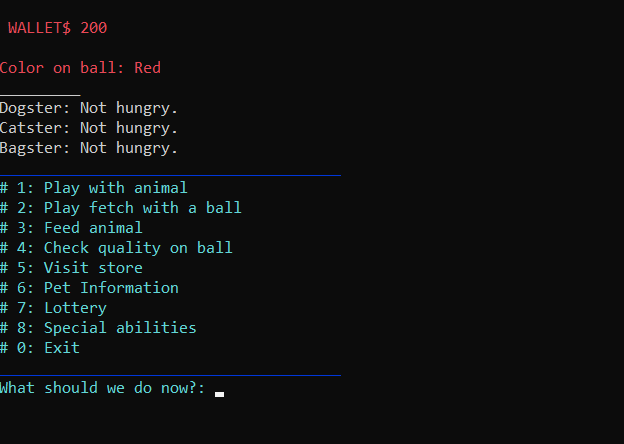 WALLET$ 200
Color on ball: Red
Dogster: Not hungry.
Catster: Not hungry.
Bagster: Not hungry.
# 1: Play with animal
# 2: Play fetch with a ball
# 3: Feed animal
# 4: Check quality on ball
# 5: Visit store
# 6: Pet Information
# 7: Lottery
# 8: Special abilities
# 0: Exit
What should we do now?: